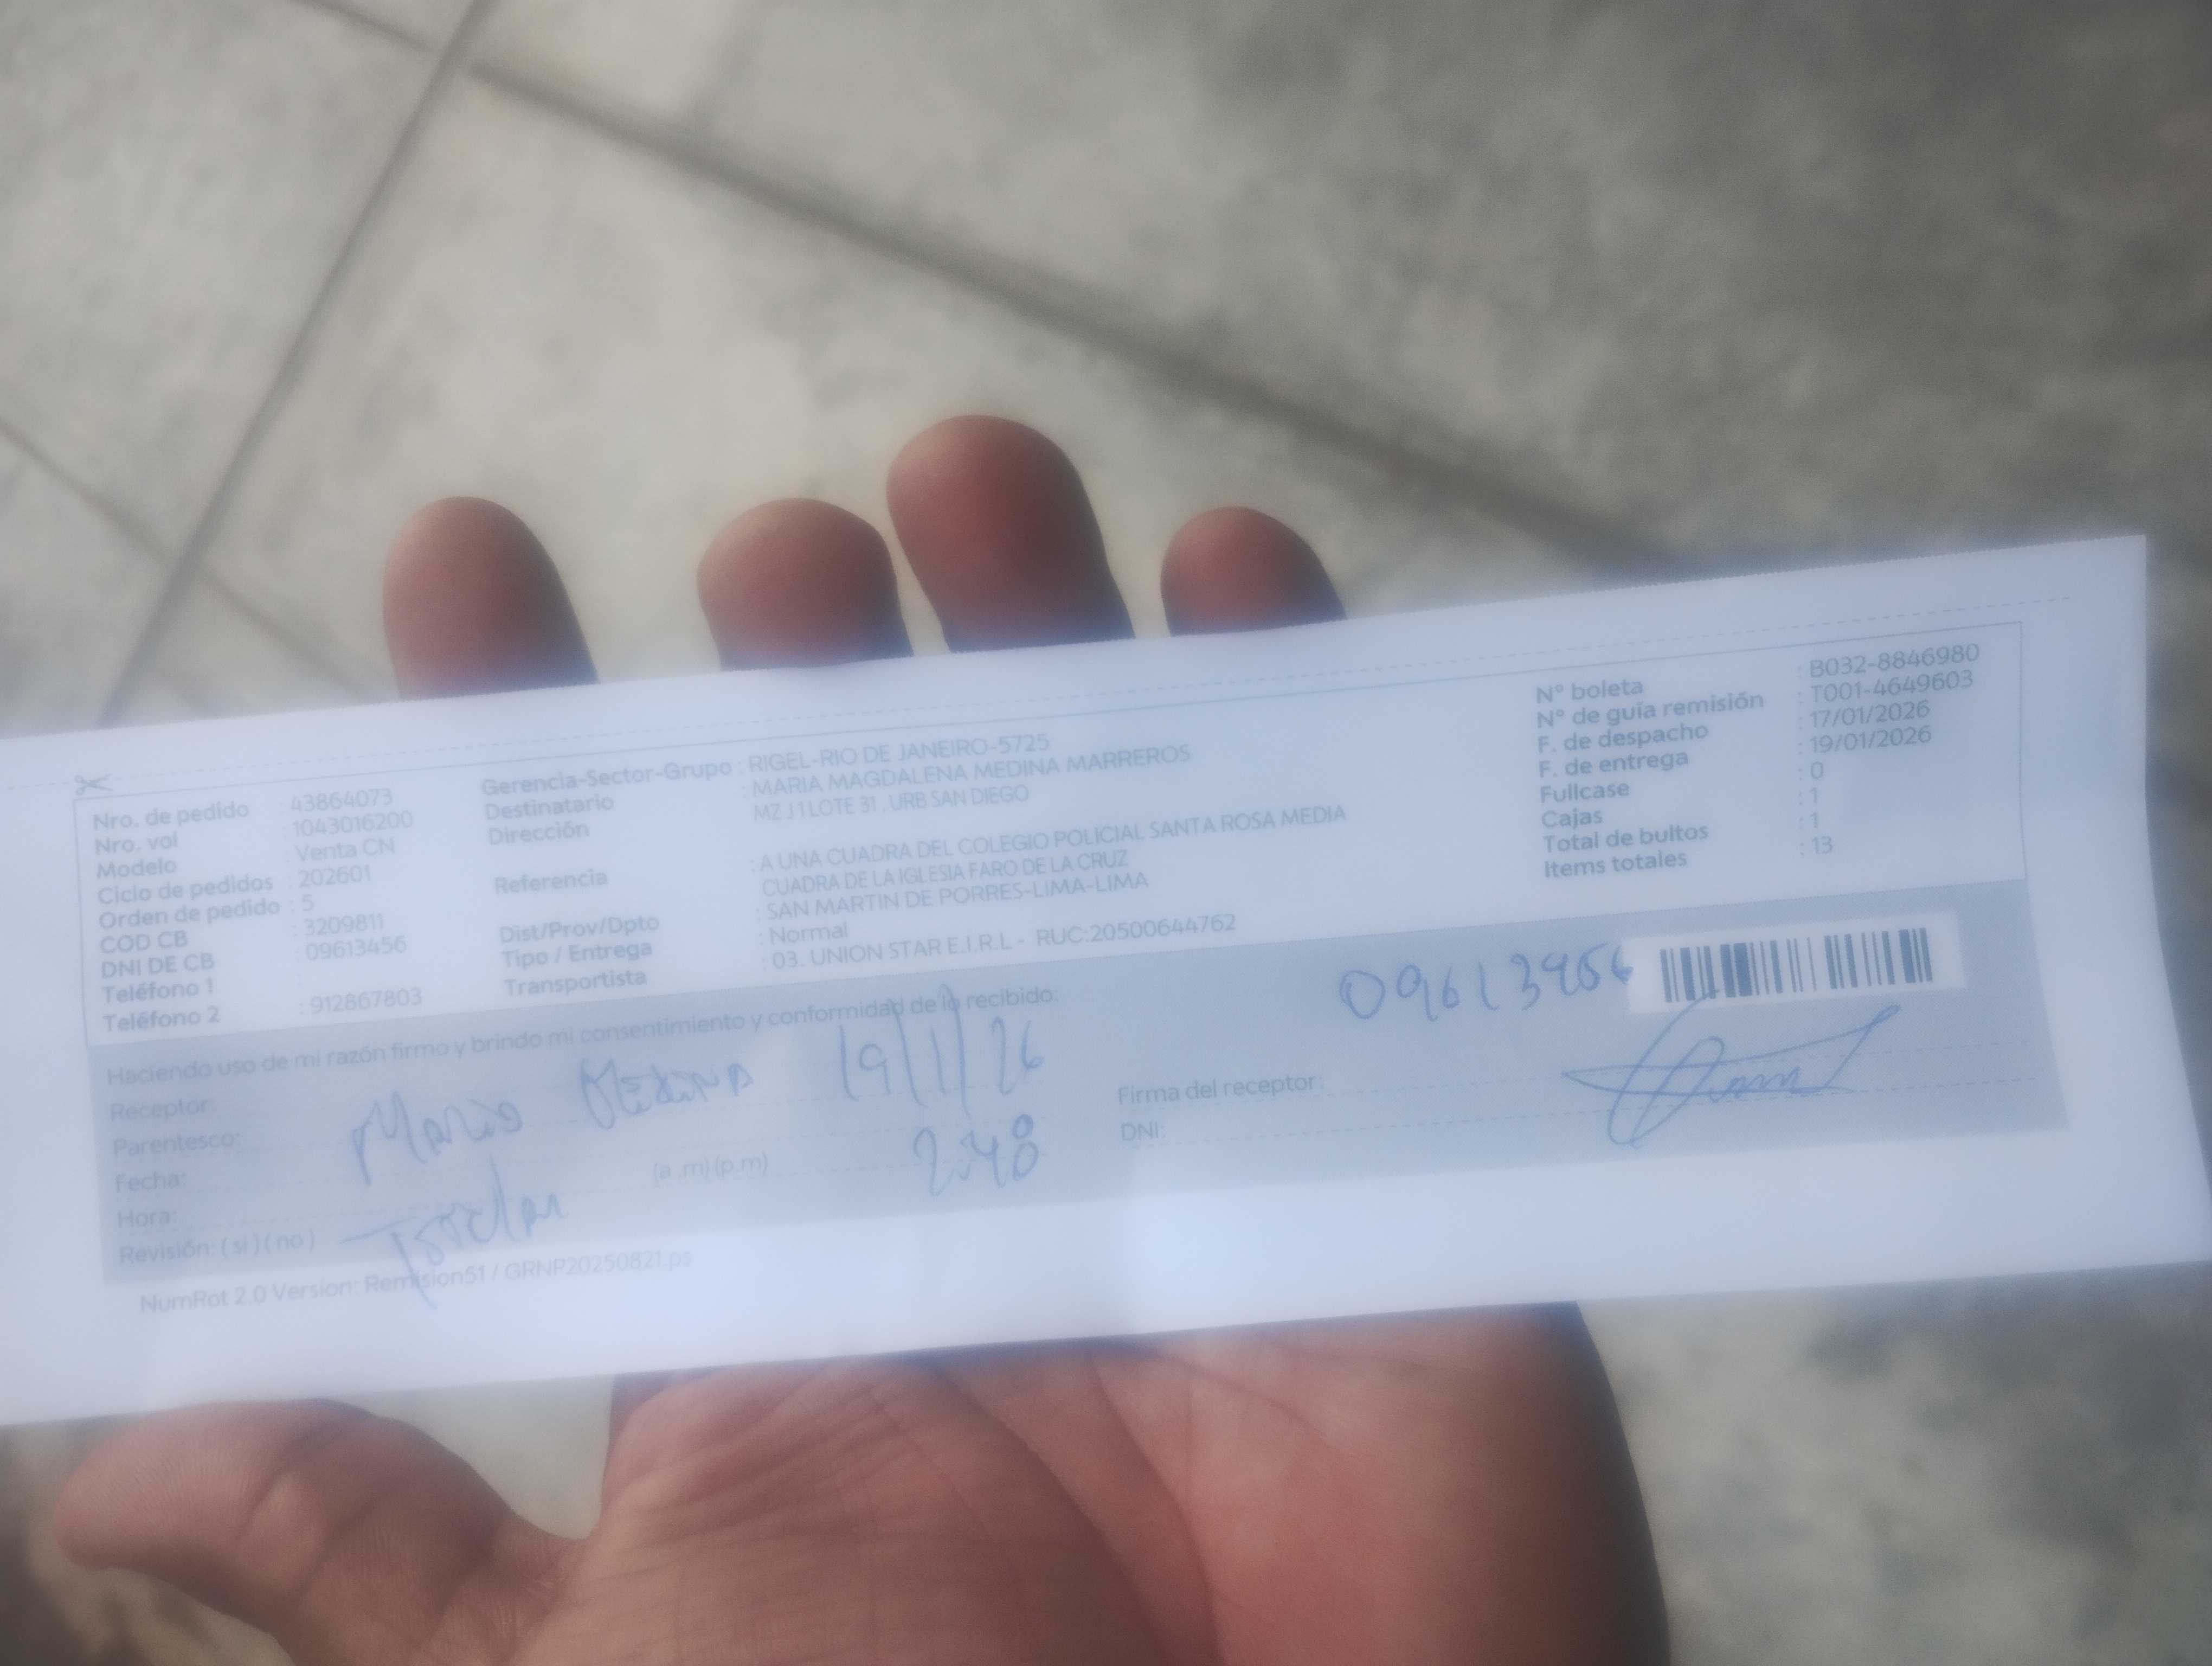 Nro. de pedido : 43864073
Nro. vol : 1043016200
Modelo : Venta CN
Ciclo de pedidos : 202601
Orden de pedido : 5
COD CB : 3209811
DNI DE CB : 09613456
Teléfono 1 :
Teléfono 2 : 912867803
Gerencia-Sector-Grupo : RIGEL-RIO DE JANEIRO-5725
Destinatario : MARIA MAGDALENA MEDINA MARREROS
Dirección : MZ J1 LOTE 31 , URB SAN DIEGO
Referencia : A UNA CUADRA DEL COLEGIO POLICIAL SANTA ROSA MEDIA
CUADRA DE LA IGLESIA FARO DE LA CRUZ
Dist/Prov/Dpto : SAN MARTIN DE PORRES-LIMA-LIMA
Tipo / Entrega : Normal
Transportista : 03. UNION STAR E.I.R.L - RUC:20500644762
N° boleta : B032-8846980
N° de guía remisión : T001-4649603
F. de despacho : 17/01/2026
F. de entrega : 19/01/2026
Fullcase : 0
Cajas : 1
Total de bultos : 1
Items totales : 13
Haciendo uso de mi razón firmo y brindo mi consentimiento y conformidad de lo recibido:
Receptor:
Parentesco:
Fecha:
Hora:
Revisión: ( si ) ( no )
(a .m) (p.m)
Medina
19/1/26
2:48
09613456
Firma del receptor:
DNI:
NumRot 2.0 Version: Remision51 / GRNP20250821.ps